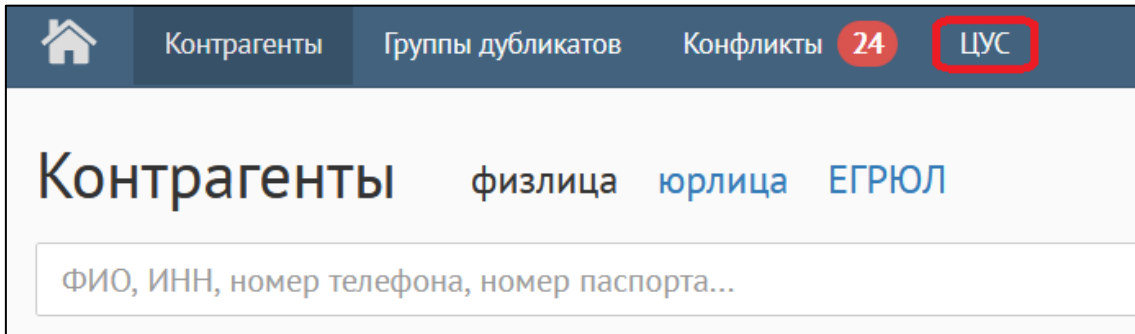 Контрагенты Группы дубликатов Конфликты 24 ЦУС
Контрагенты физлица юрлица ЕГРЮЛ
ФИО, ИНН, номер телефона, номер паспорта...